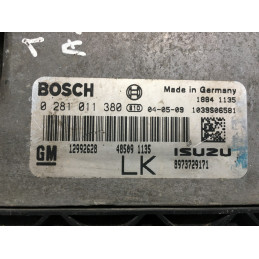 BOSCH Made in Germany
1884 1135
0 281 011 380 810 04-05-09 1039S06581
GM 12992628 48509 1135 ISUZU
LK 8973729171